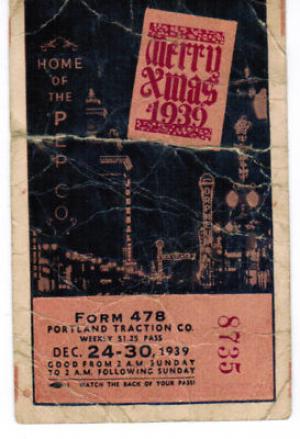 Merry
Xmas
1939
HOME
OF
THE
PEP CO.
FORM 478
PORTLAND TRACTION CO.
WEEKLY $1.25 PASS
DEC. 24-30, 1939
GOOD FROM 2 A.M. SUNDAY
TO 2 A.M. FOLLOWING SUNDAY
WATCH THE BACK OF YOUR PASS!
8735